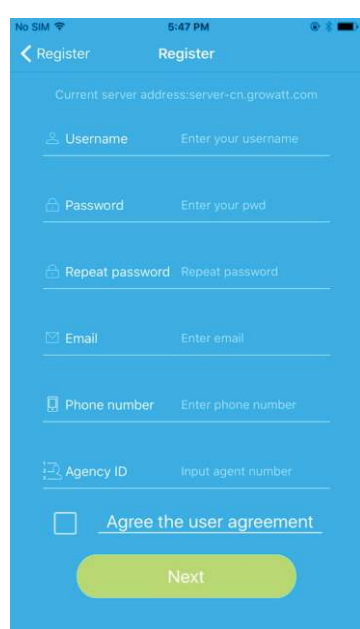 No SIM 5:47 PM
Register Register
Current server address:server-cn.growatt.com
Username Enter your username
Password Enter your pwd
Repeat password Repeat password
Email Enter email
Phone number Enter phone number
Agency ID Input agent number
Agree the user agreement
Next